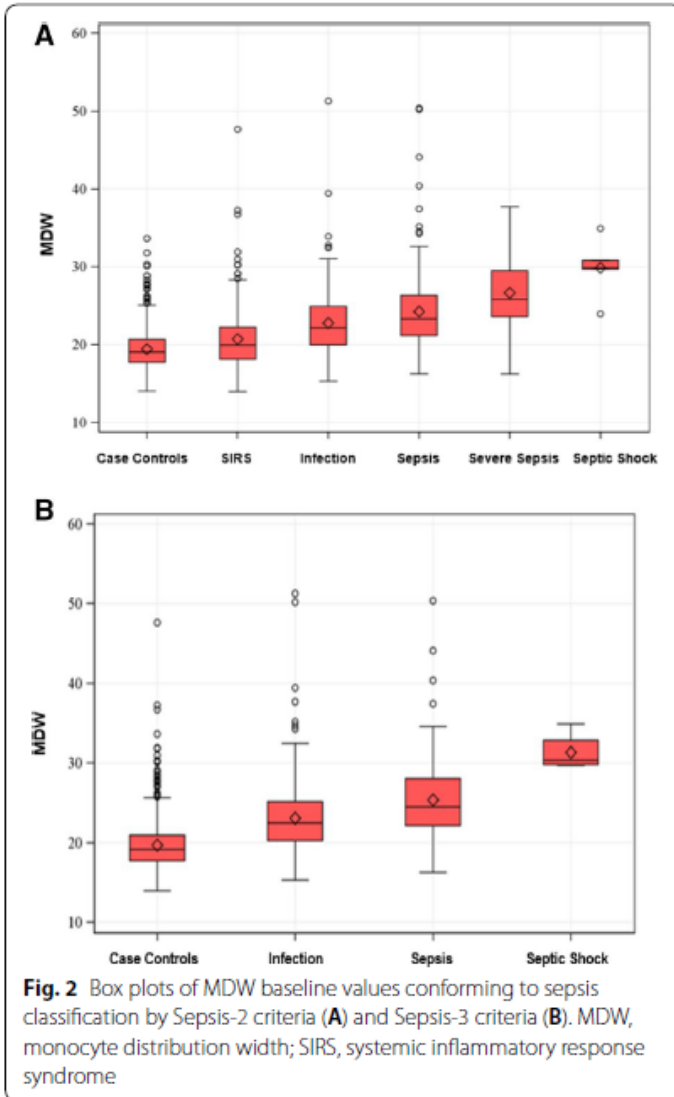 A
60
50
40
30
20
10
MDW
Case Controls SIRS Infection Sepsis Severe Sepsis Septic Shock
B
60
50
40
30
20
10
MDW
Case Controls Infection Sepsis Septic Shock
Fig. 2 Box plots of MDW baseline values conforming to sepsis
classification by Sepsis-2 criteria (A) and Sepsis-3 criteria (B). MDW,
monocyte distribution width; SIRS, systemic inflammatory response
syndrome